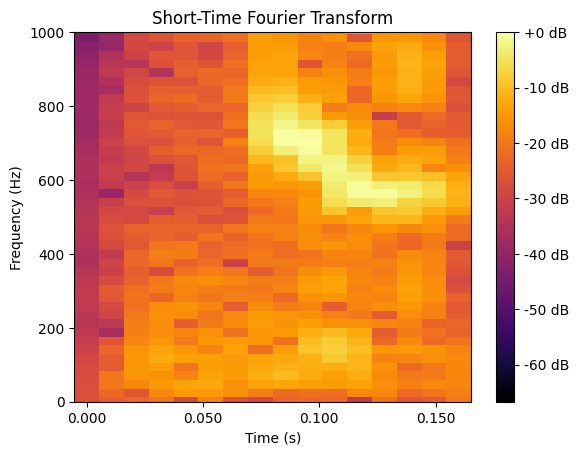 Short-Time Fourier Transform
1000
800
600
400
200
0
Frequency (Hz)
0.000
0.050
0.100
0.150
Time (s)
+0 dB
-10 dB
-20 dB
-30 dB
-40 dB
-50 dB
-60 dB